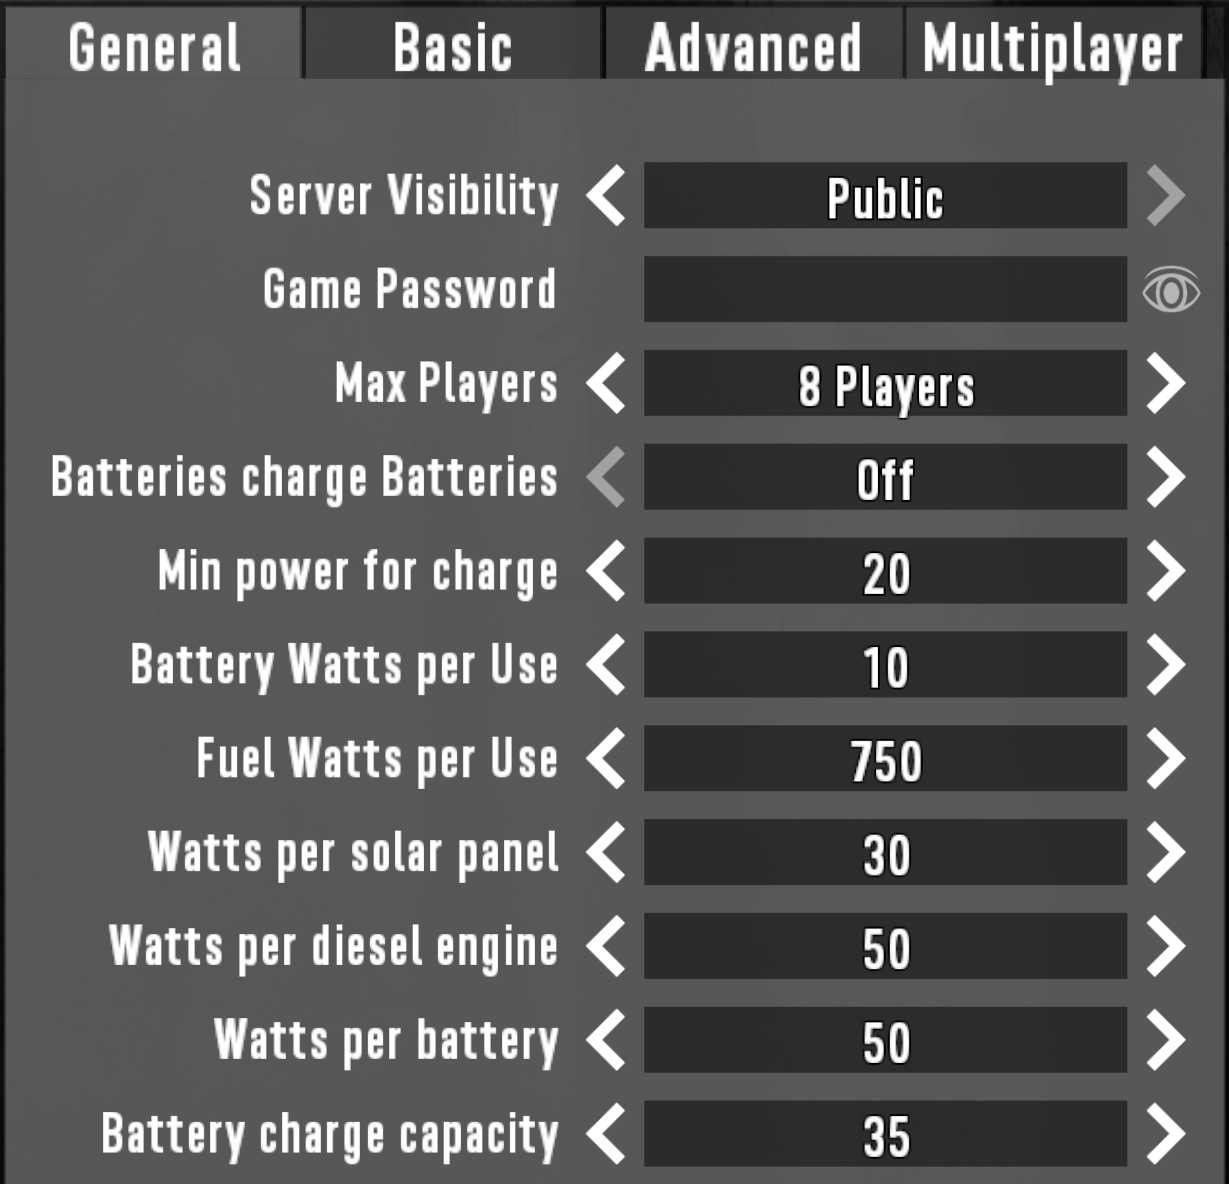 General Basic Advanced Multiplayer
Server Visibility Public
Game Password
Max Players 8 Players
Batteries charge Batteries Off
Min power for charge 20
Battery Watts per Use 10
Fuel Watts per Use 750
Watts per solar panel 30
Watts per diesel engine 50
Watts per battery 50
Battery charge capacity 35